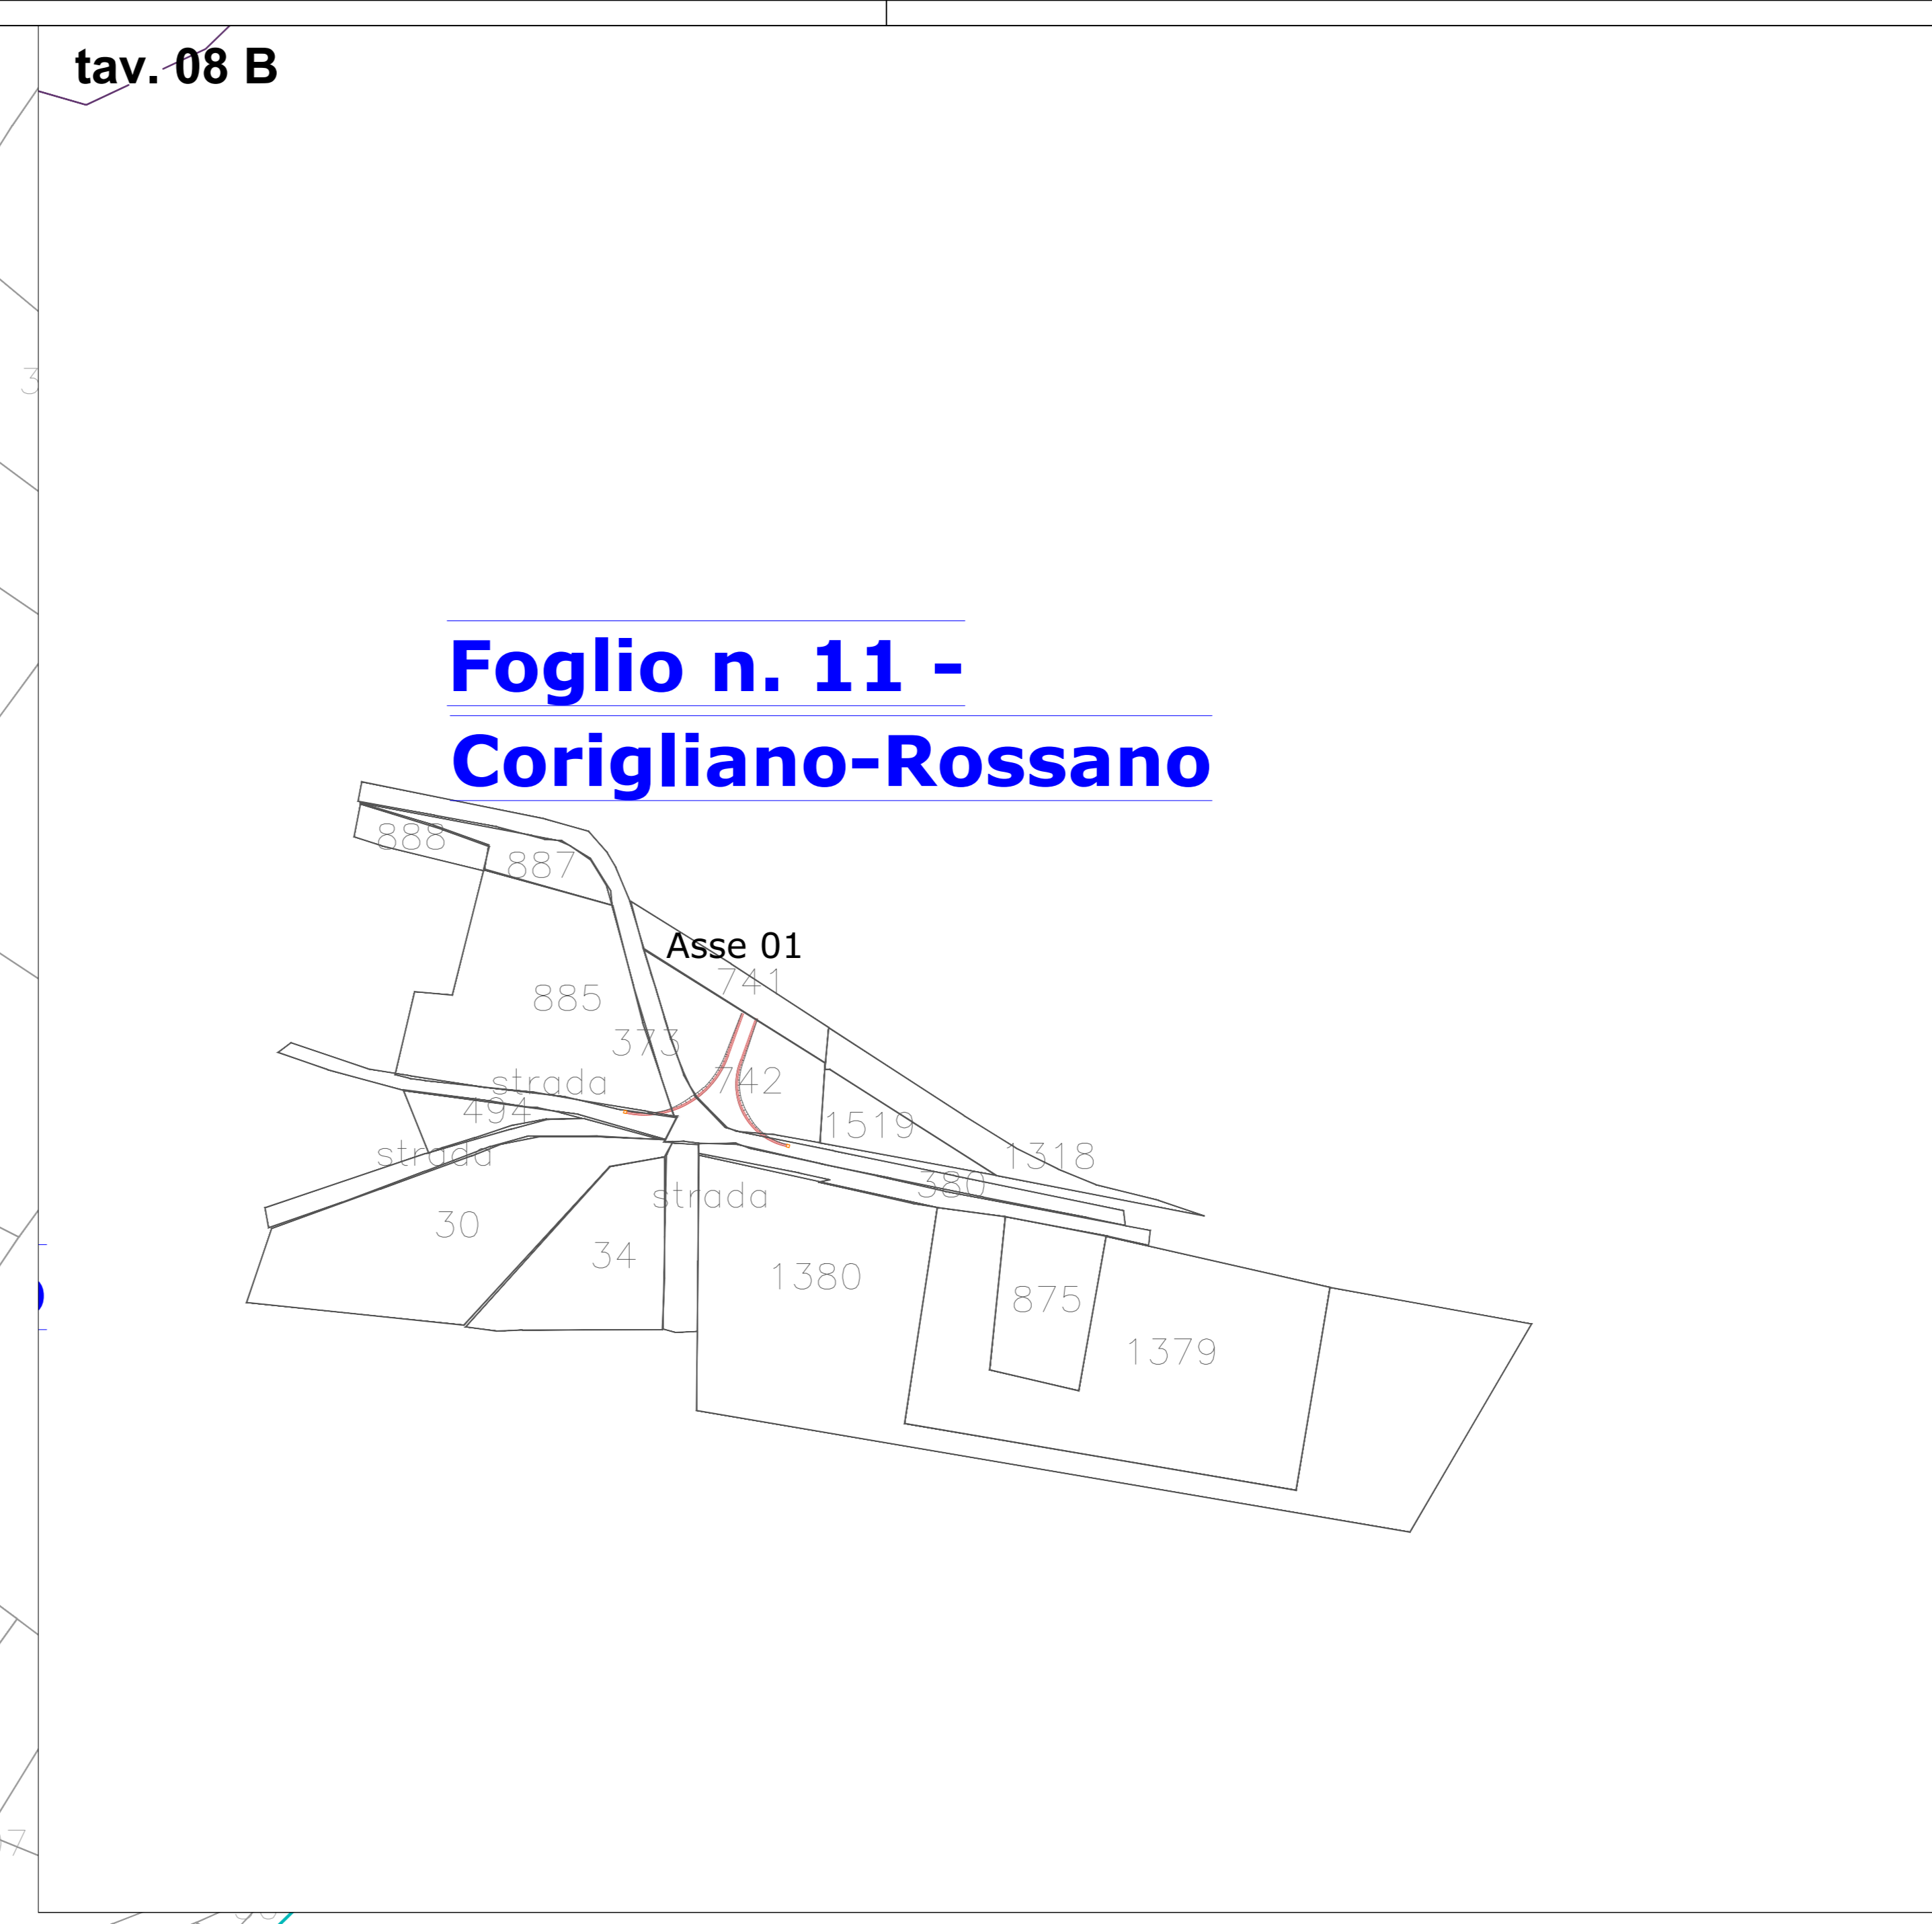 tav. 08 B
Foglio n. 11 -
Corigliano-Rossano
888
887
Asse 01
741
885
373
742
strada
494
1519
strada
1318
380
strada
30
34
1380
875
1379